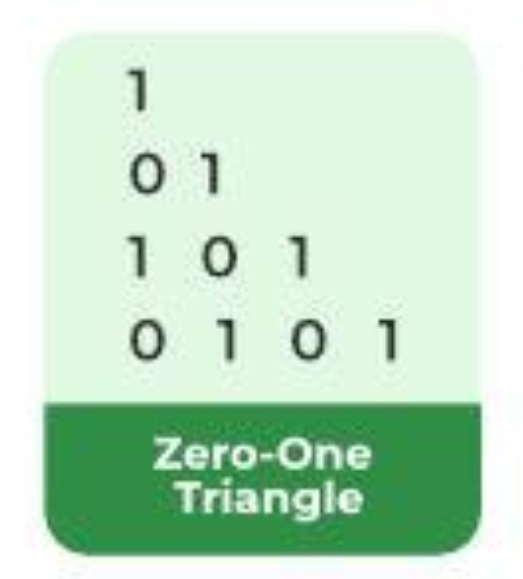 1
0 1
1 0 1
0 1 0 1
Zero-One
Triangle